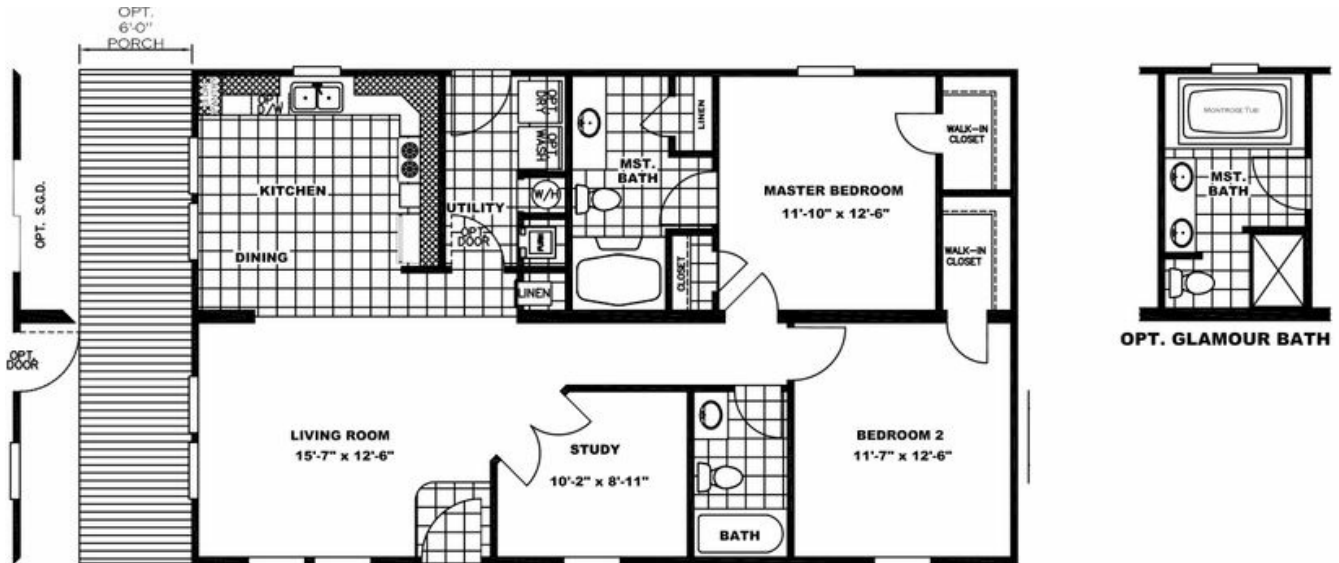 OPT.
6'-0"
PORCH
OPT. S.G.D.
OPT.
DOOR
OPT
D/W
KITCHEN
DINING
UTILITY
OPT
DOOR
OPT
DRY
OPT
WASH
W/H
FURN
LINEN
MST.
BATH
LINEN
CLOSET
MASTER BEDROOM
11'-10" x 12'-6"
WALK-IN
CLOSET
WALK-IN
CLOSET
LIVING ROOM
15'-7" x 12'-6"
STUDY
10'-2" x 8'-11"
BATH
BEDROOM 2
11'-7" x 12'-6"
MONTROSE TUB
MST.
BATH
OPT. GLAMOUR BATH